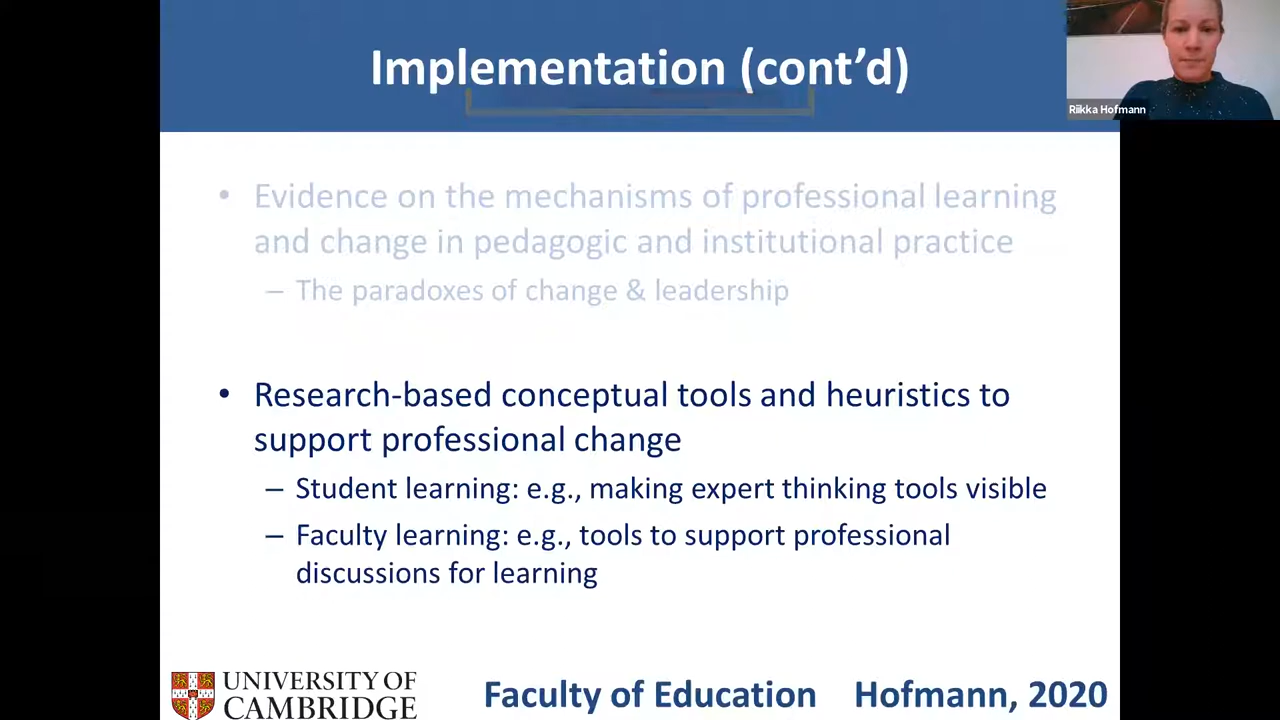 Implementation (cont’d)
Riikka Hofmann
• Evidence on the mechanisms of professional learning
and change in pedagogic and institutional practice
– The paradoxes of change & leadership
• Research-based conceptual tools and heuristics to
support professional change
– Student learning: e.g., making expert thinking tools visible
– Faculty learning: e.g., tools to support professional
discussions for learning
UNIVERSITY OF
CAMBRIDGE
Faculty of Education Hofmann, 2020